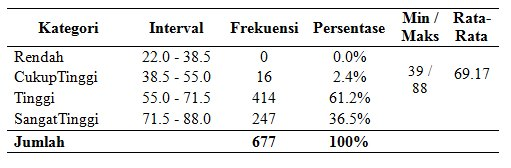 Kategori Interval Frekuensi Persentase Min / Maks Rata-Rata
Rendah 22.0 - 38.5 0 0.0% 39 / 88 69.17
CukupTinggi 38.5 - 55.0 16 2.4%
Tinggi 55.0 - 71.5 414 61.2%
SangatTinggi 71.5 - 88.0 247 36.5%
Jumlah 677 100%